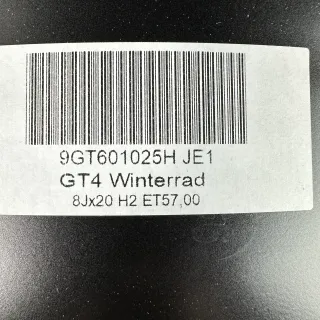 9GT601025H JE1
GT4 Winterrad
8Jx20 H2 ET57,00